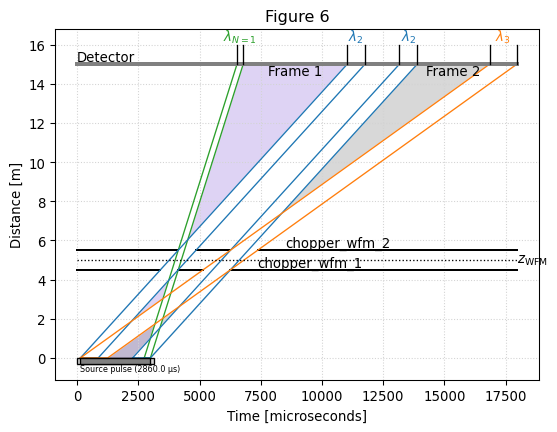 Figure 6
λN=1 λ2 λ2 λ3
16
Detector
Frame 1 Frame 2
14
12
10
8
6
chopper_wfm_2
zWFM
chopper_wfm_1
4
2
0
Source pulse (2860.0 μs)
Distance [m]
0 2500 5000 7500 10000 12500 15000 17500
Time [microseconds]